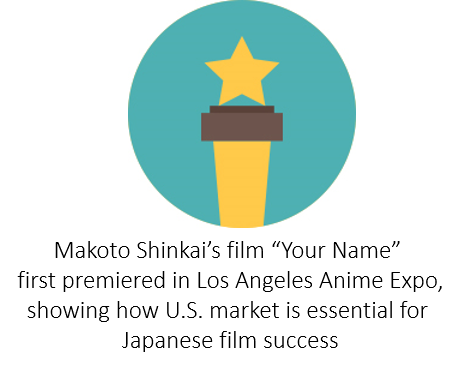 Makoto Shinkai’s film “Your Name”
first premiered in Los Angeles Anime Expo,
showing how U.S. market is essential for
Japanese film success